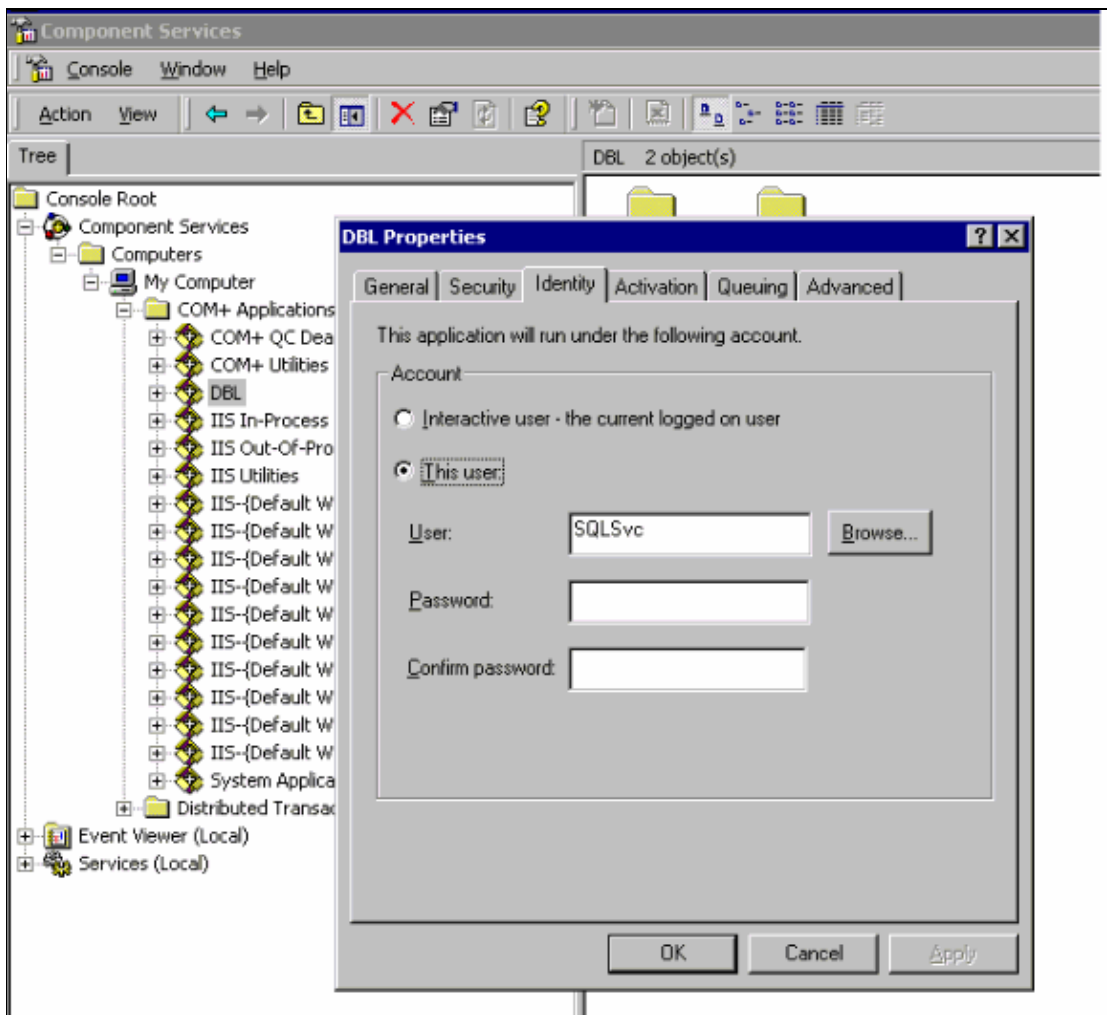 Component Services
Console Window Help
Action View
Tree
DBL 2 object(s)
Console Root
Component Services
Computers
My Computer
COM+ Applications
COM+ QC Dea
COM+ Utilities
DBL
IIS In-Process
IIS Out-Of-Pro
IIS Utilities
IIS-{Default W
IIS-{Default W
IIS-{Default W
IIS-{Default W
IIS-{Default W
IIS-{Default W
IIS-{Default W
IIS-{Default W
IIS-{Default W
IIS-{Default W
System Applica
Distributed Transac
Event Viewer (Local)
Services (Local)
DBL Properties
General Security Identity Activation Queuing Advanced
This application will run under the following account.
Account
Interactive user - the current logged on user
This user:
User: SQLSvc Browse...
Password:
Confirm password:
OK Cancel Apply